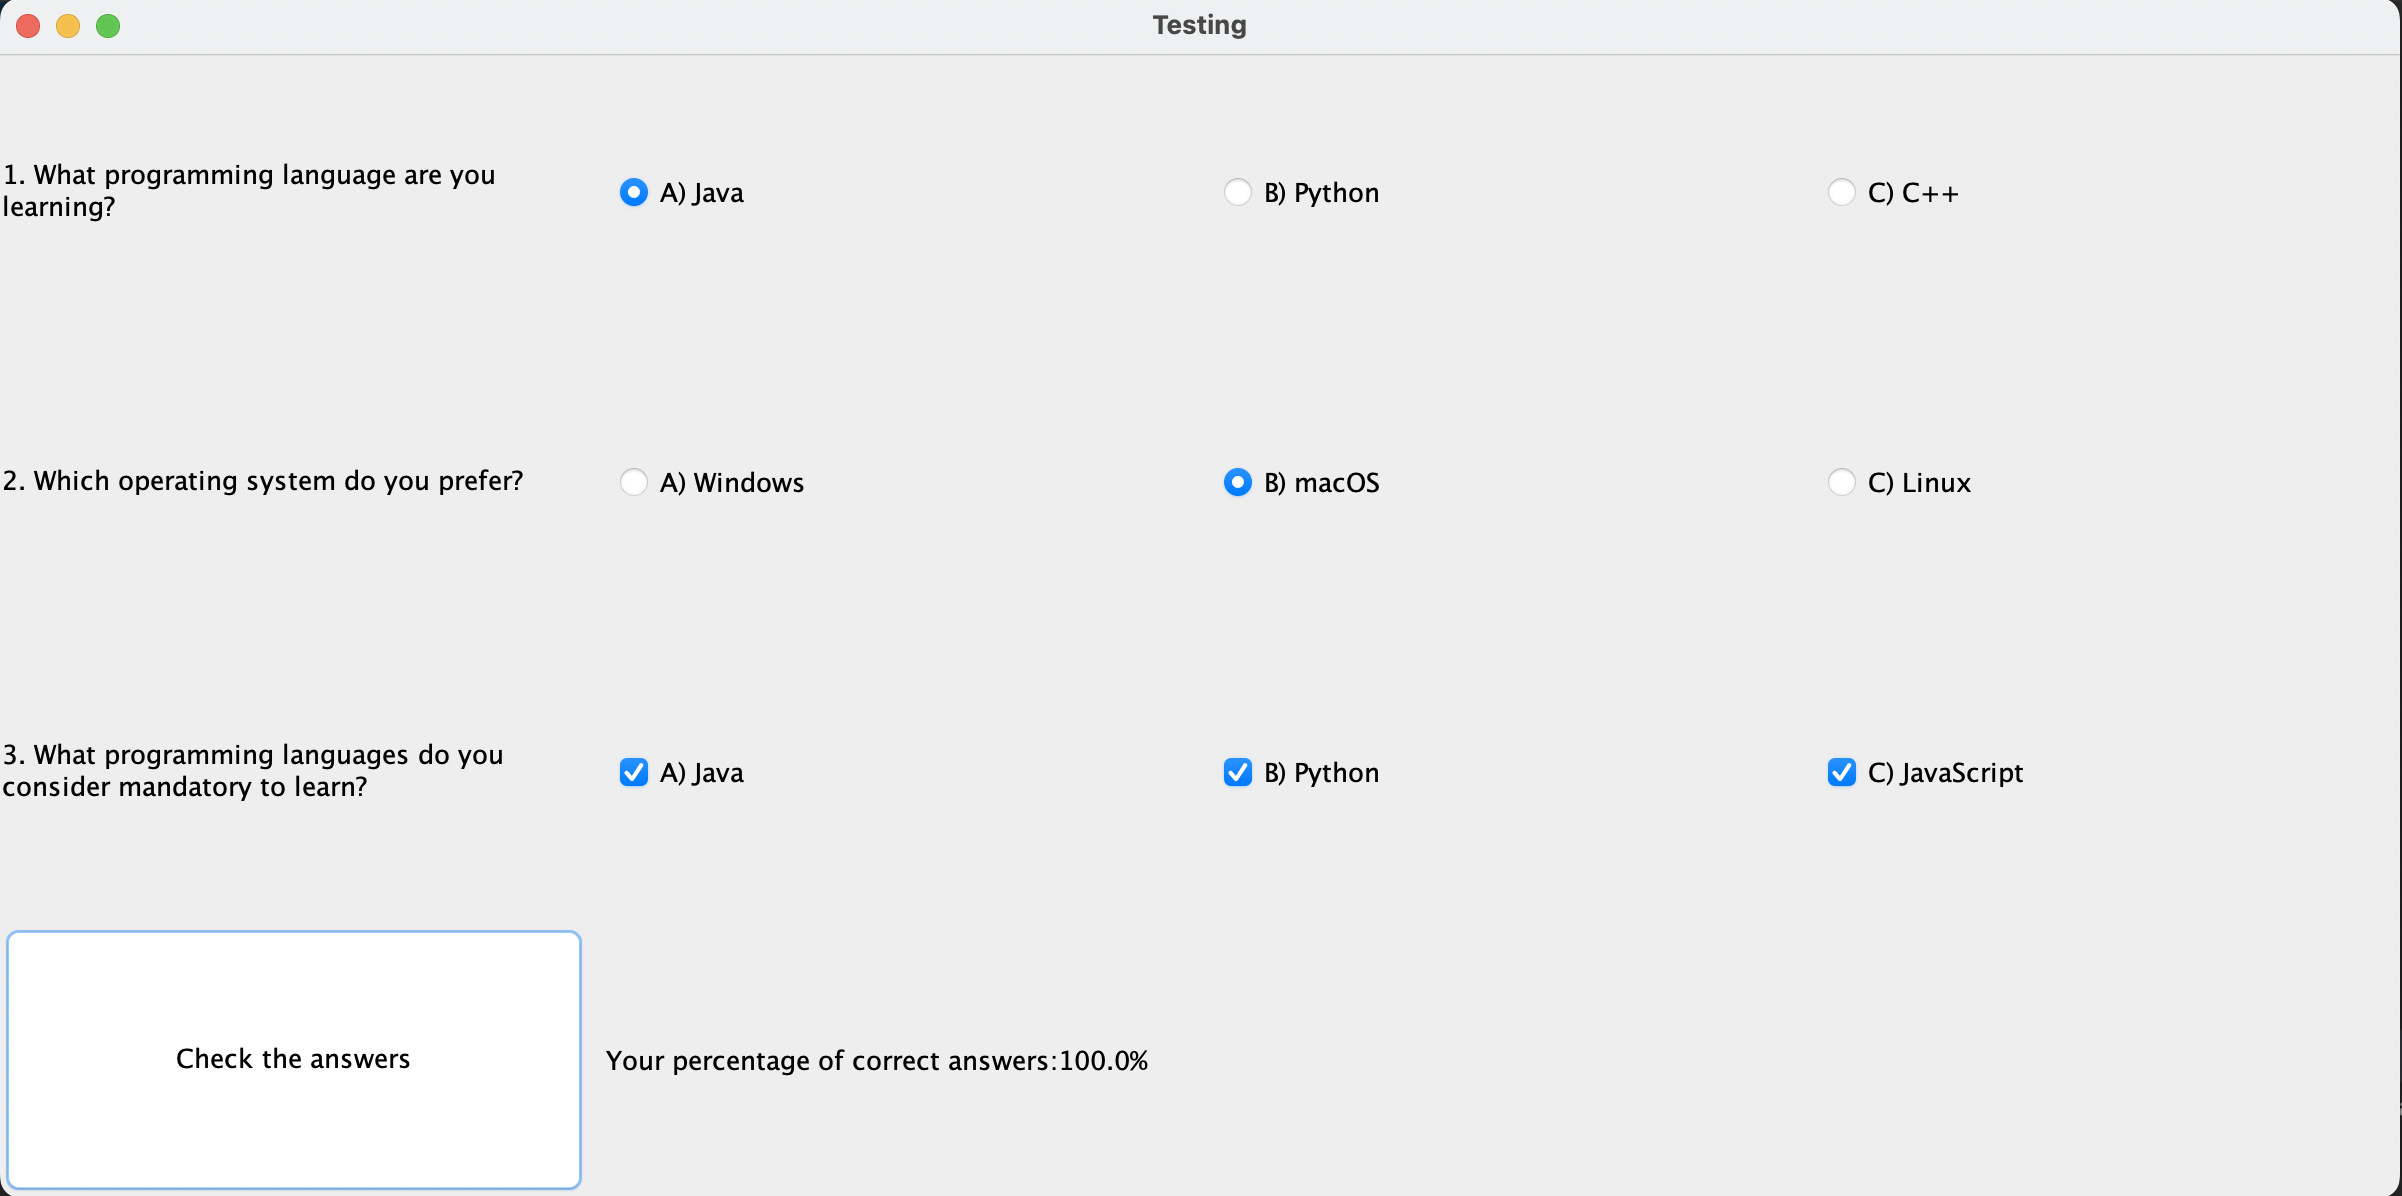 Testing
1. What programming language are you
learning?
A) Java
B) Python
C) C++
2. Which operating system do you prefer?
A) Windows
B) macOS
C) Linux
3. What programming languages do you
consider mandatory to learn?
A) Java
B) Python
C) JavaScript
Check the answers
Your percentage of correct answers:100.0%